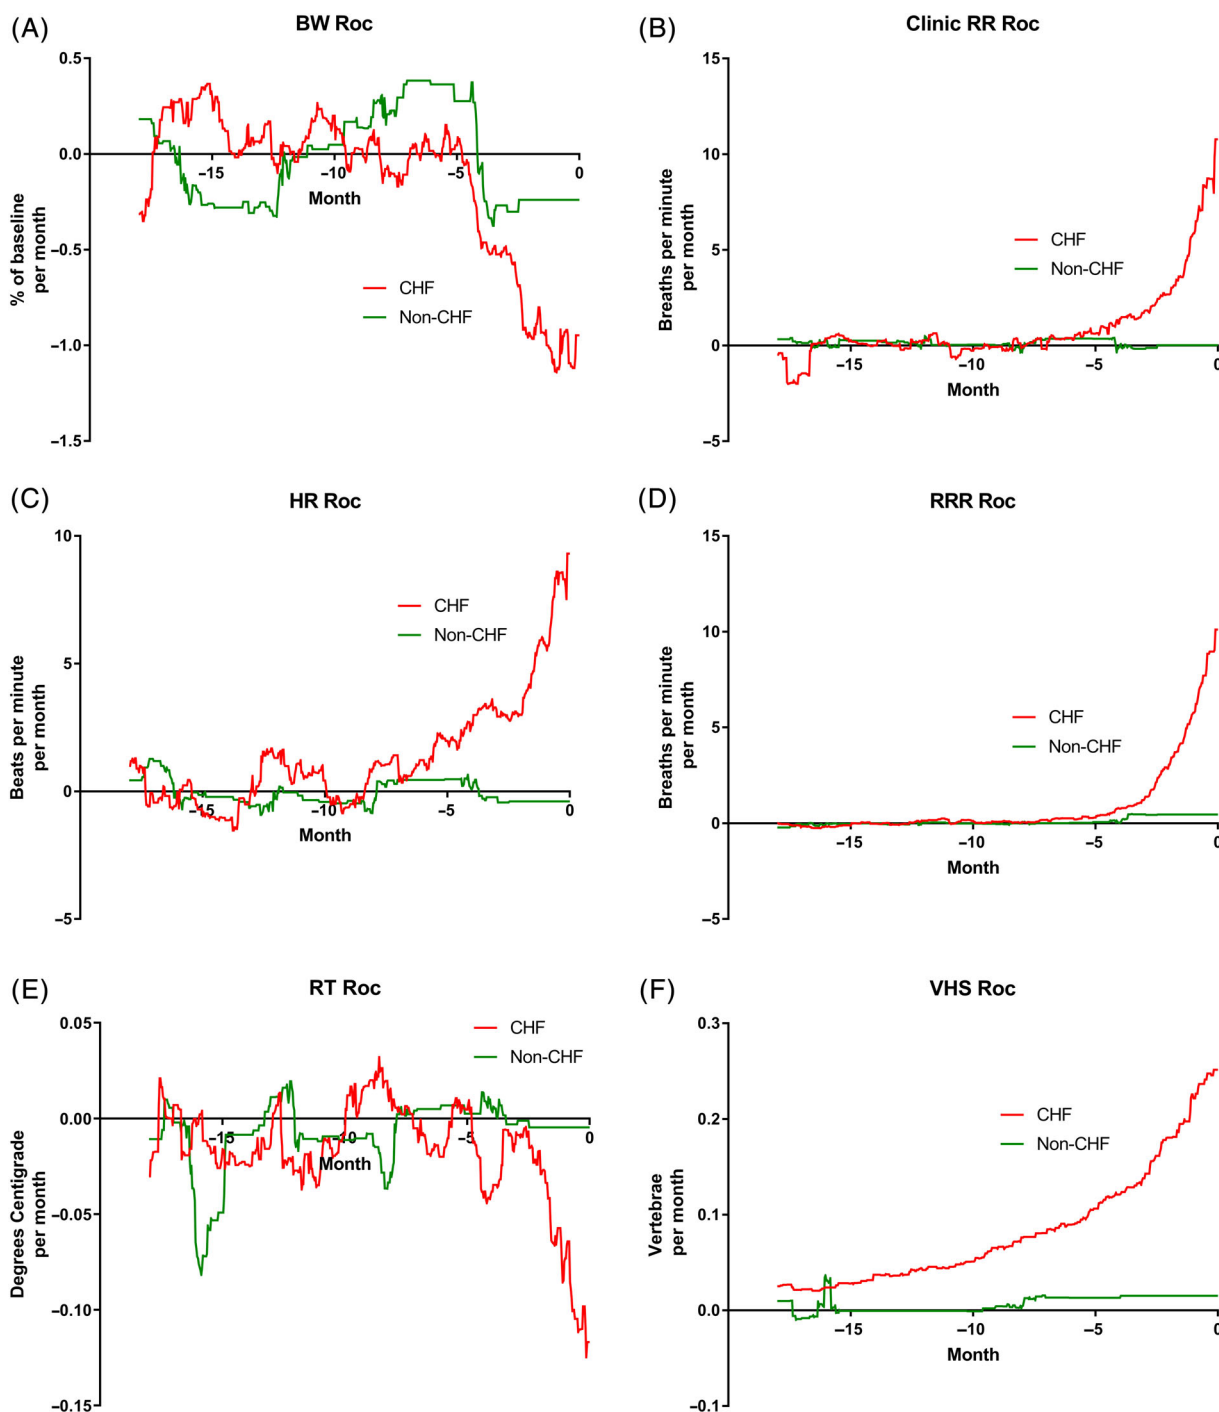 (A)
BW Roc
0.5
0.0
–0.5
–1.0
–1.5
–15
–10
–5
0
Month
% of baseline
per month
CHF
Non-CHF
(B)
Clinic RR Roc
15
10
5
0
–5
–15
–10
–5
0
Month
Breaths per minute
per month
CHF
Non-CHF
(C)
HR Roc
10
5
0
–5
–15
–10
–5
0
Month
Beats per minute
per month
CHF
Non-CHF
(D)
RRR Roc
15
10
5
0
–5
–15
–10
–5
0
Month
Breaths per minute
per month
CHF
Non-CHF
(E)
RT Roc
0.05
0.00
–0.05
–0.10
–0.15
–15
–10
–5
0
Month
Degrees Centigrade
per month
CHF
Non-CHF
(F)
VHS Roc
0.3
0.2
0.1
0.0
–0.1
–15
–10
–5
0
Month
Vertebrae
per month
CHF
Non-CHF